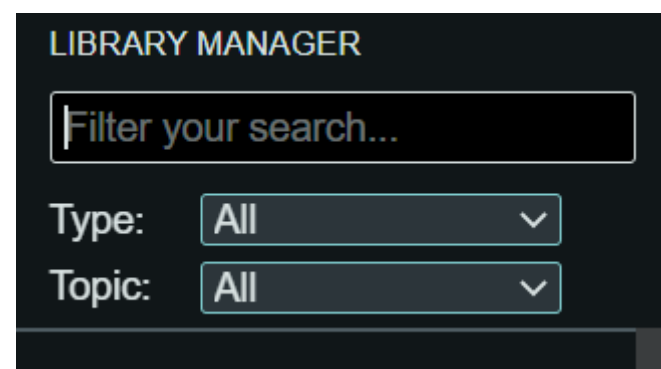 LIBRARY MANAGER
Filter your search...
Type: All
Topic: All